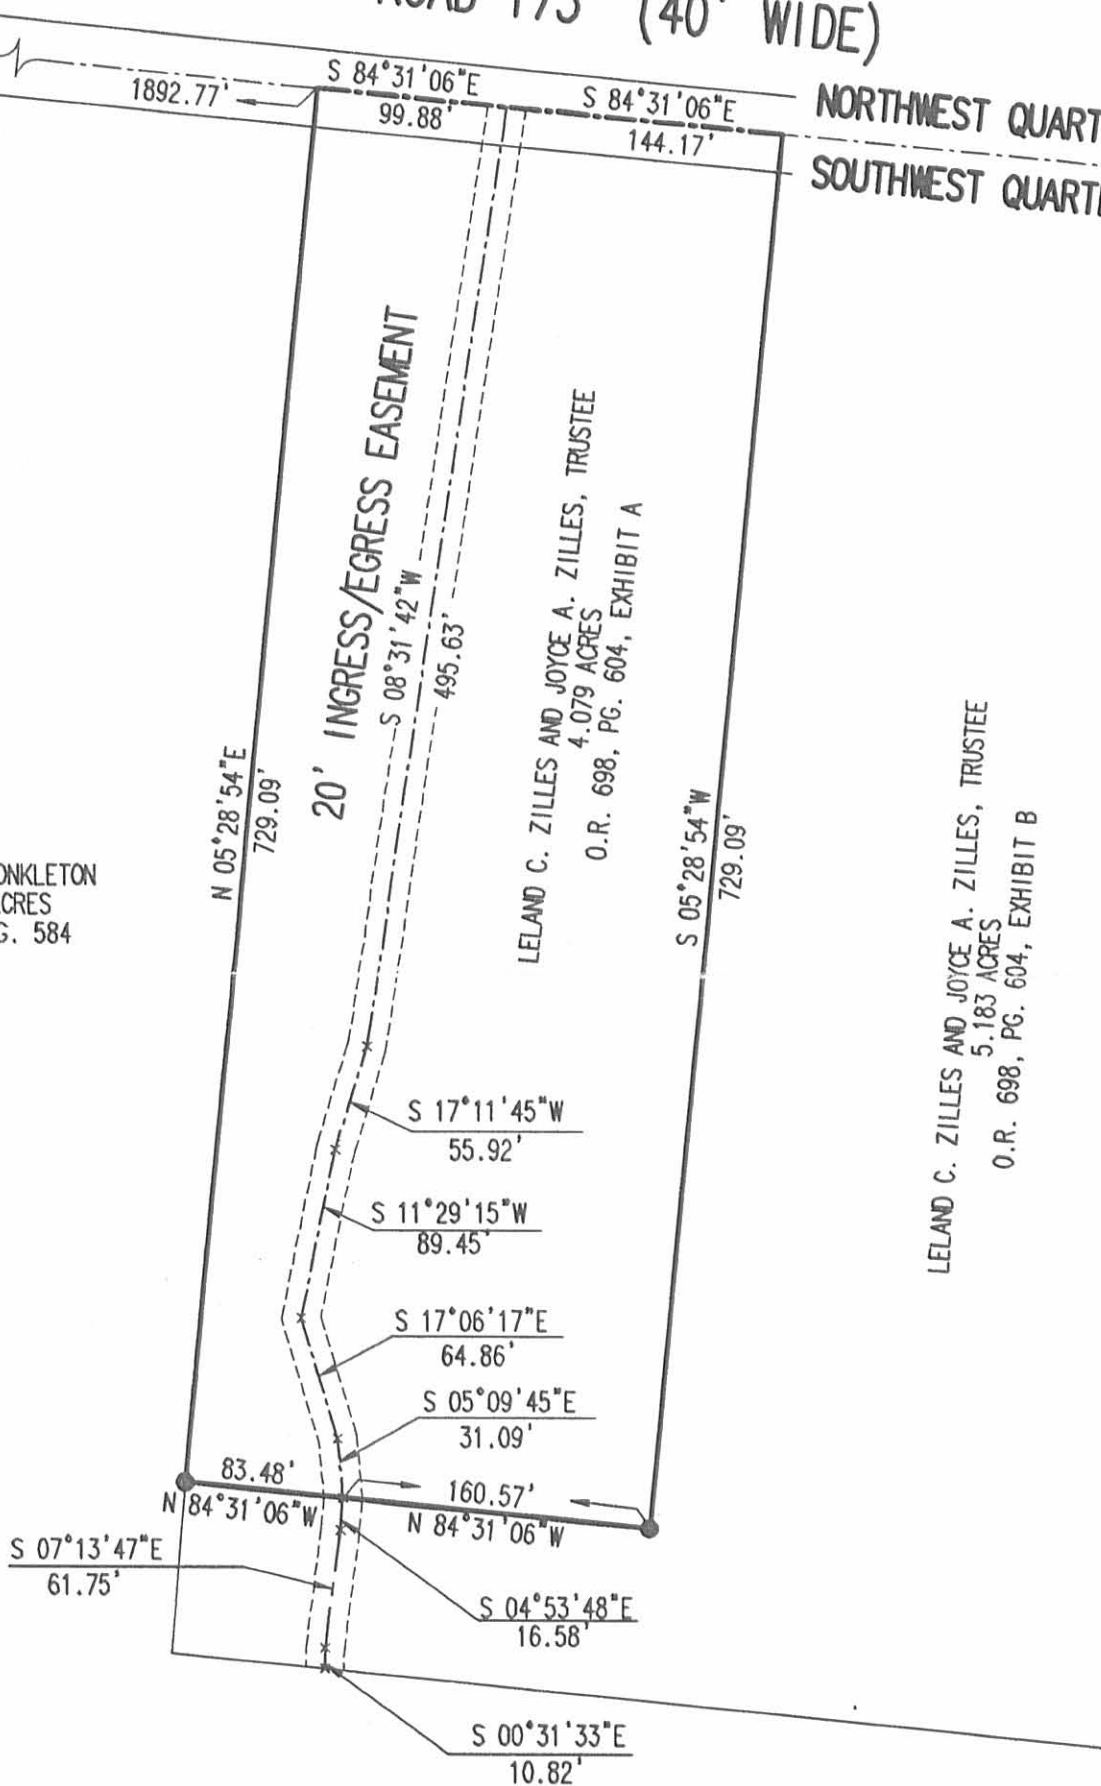 ROAD 175 (40' WIDE)
S 84°31'06"E
1892.77'
99.88'
S 84°31'06"E
144.17'
NORTHWEST
SOUTHWEST
20' INGRESS/EGRESS EASEMENT
S 08°31'42"W
495.63'
LELAND C. ZILLES AND JOYCE A. ZILLES, TRUSTEE
4.079 ACRES
O.R. 698, PG. 604, EXHIBIT A
N 05°28'54"E
729.09'
S 05°28'54"W
729.09'
LELAND C. ZILLES AND JOYCE A. ZILLES, TRUSTEE
5.183 ACRES
O.R. 698, PG. 604, EXHIBIT B
584
S 17°11'45"W
55.92'
S 11°29'15"W
89.45'
S 17°06'17"E
64.86'
S 05°09'45"E
31.09'
83.48'
N 84°31'06"W
160.57'
N 84°31'06"W
S 07°13'47"E
61.75'
S 04°53'48"E
16.58'
S 00°31'33"E
10.82'